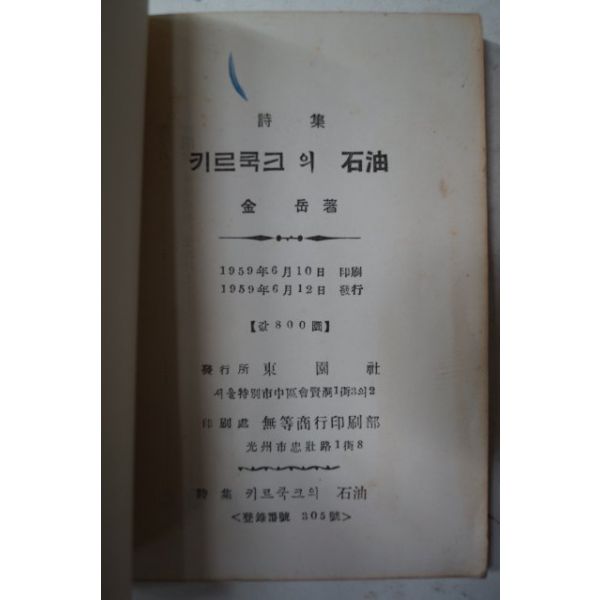 詩集
키르쿡크의 石油
金岳著
1959年6月10日 印刷
1959年6月12日 發行
【값800圜】
發行所 東園社
서울特別市中區會賢洞1街3의2
印刷處 無等商行印刷部
光州市忠壯路1街8
詩集 키르쿡크의 石油
<登錄番號 305號>